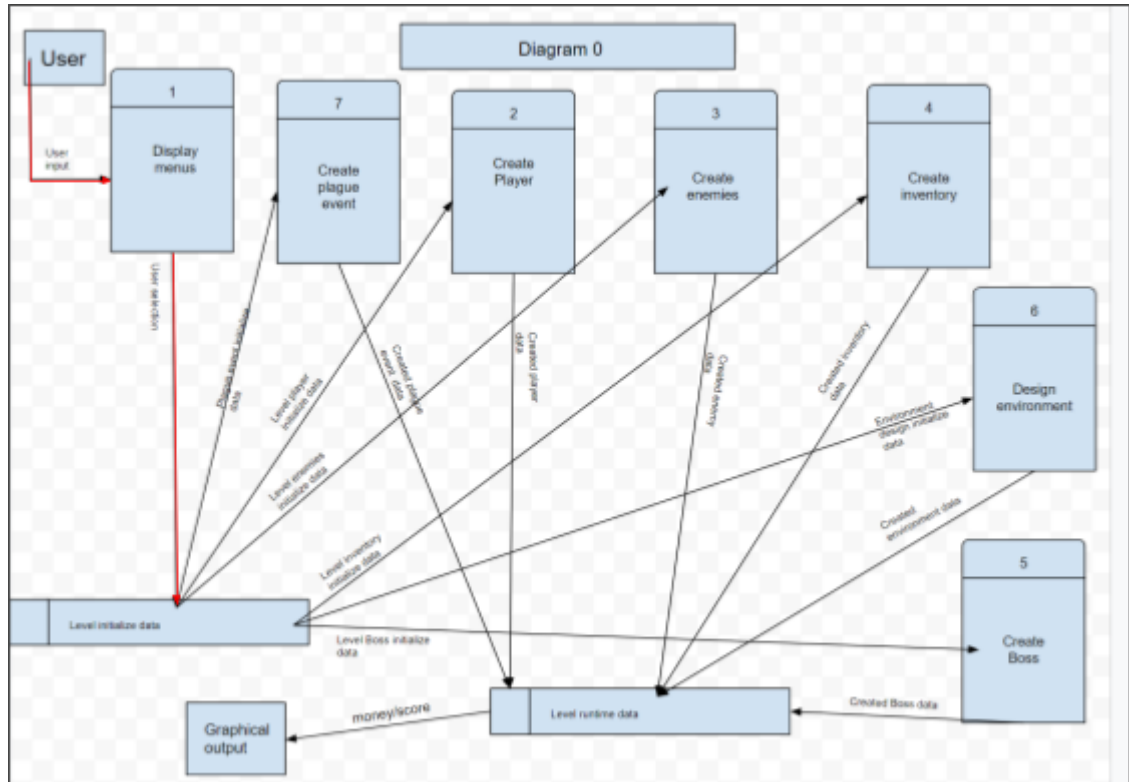 User
Diagram 0
1
Display
menus
7
Create
plague
event
2
Create
Player
3
Create
enemies
4
Create
inventory
User
input
User selection
Plague event initialize
data
Level player
initialize data
Level enemies
initialize data
Created plague
event data
Created player
data
Created enemy
data
Created inventory
data
Environment
design initialize
data
6
Design
environment
Created
environment data
Level inventory
initialize data
5
Create
Boss
Level initialize data
Level Boss initialize
data
Level runtime data
Created Boss data
money/score
Graphical
output